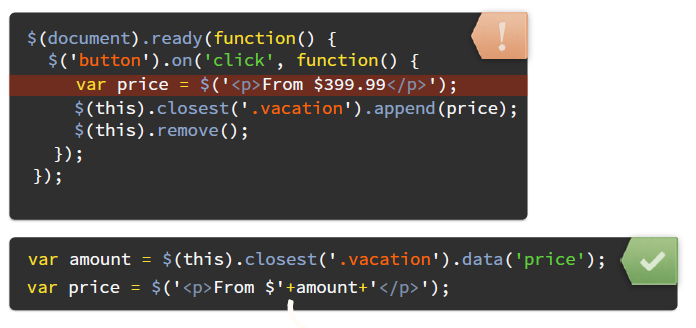 $(document).ready(function() {
$('button').on('click', function() {
var price = $('<p>From $399.99</p>');
$(this).closest('.vacation').append(price);
$(this).remove();
});
});
!
var amount = $(this).closest('.vacation').data('price');
var price = $('<p>From $'+amount+'</p>');